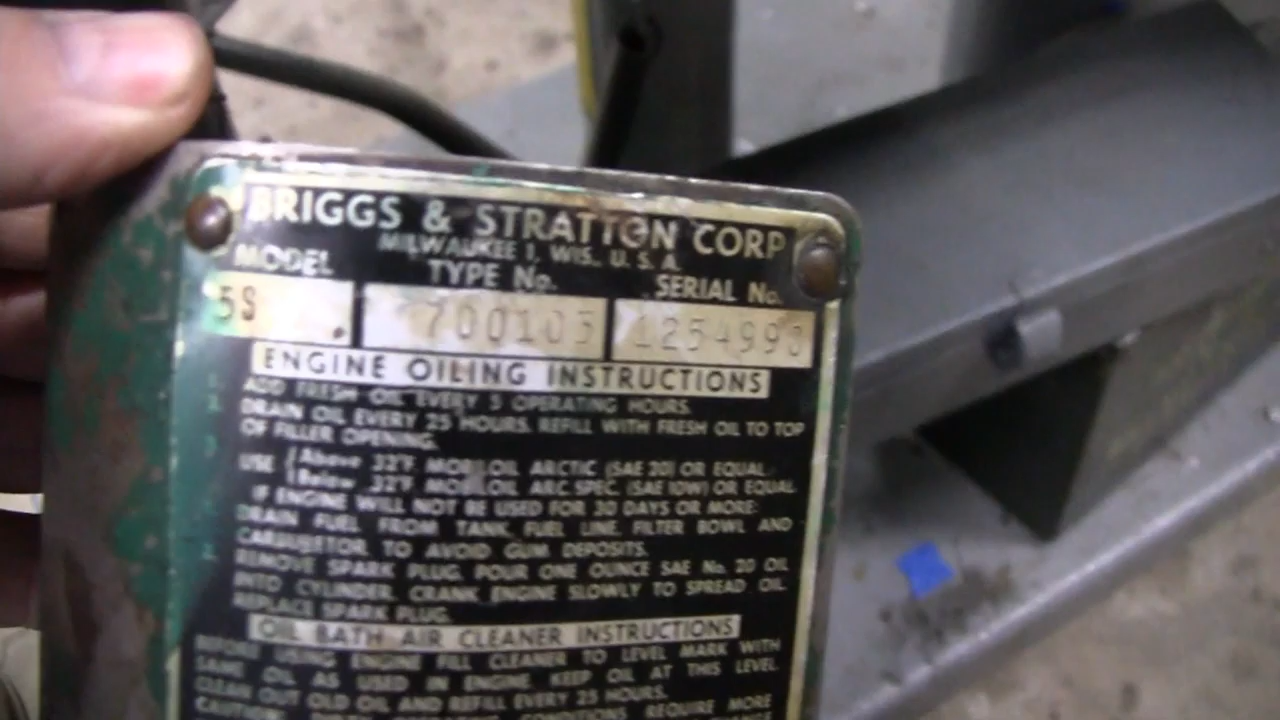 BRIGGS & STRATTON CORP
MILWAUKEE 1, WIS., U. S. A.
MODEL TYPE No. SERIAL No.
5S 700103 1254990
ENGINE OILING INSTRUCTIONS
ADD FRESH OIL EVERY 5 OPERATING HOURS.
DRAIN OIL EVERY 25 HOURS. REFILL WITH FRESH OIL TO TOP
OF FILLER OPENING.
USE { Above 32°F MOBILOIL ARCTIC (SAE 20) OR EQUAL
{ Below 32°F MOBILOIL ARC. SPEC. (SAE 10W) OR EQUAL
IF ENGINE WILL NOT BE USED FOR 30 DAYS OR MORE:
DRAIN FUEL FROM TANK, FUEL LINE, FILTER BOWL AND
CARBURETOR TO AVOID GUM DEPOSITS.
REMOVE SPARK PLUG. POUR ONE OUNCE SAE No. 20 OIL
INTO CYLINDER. CRANK ENGINE SLOWLY TO SPREAD OIL.
REPLACE SPARK PLUG.
OIL BATH AIR CLEANER INSTRUCTIONS
BEFORE USING ENGINE FILL CLEANER TO LEVEL MARK WITH
SAME OIL AS USED IN ENGINE. KEEP OIL AT THIS LEVEL.
CLEAN OUT OLD OIL AND REFILL EVERY 25 HOURS.
CAUTION OPERATING CONDITIONS REQUIRE MORE